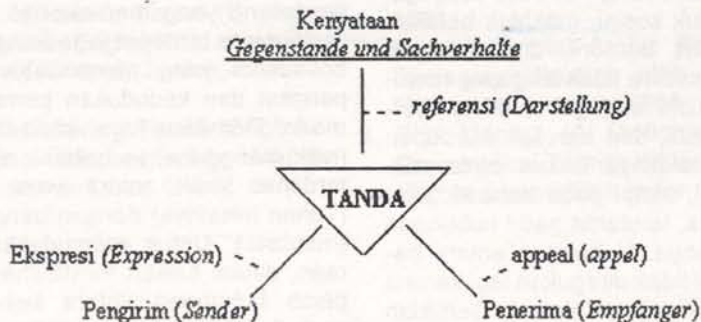 Kenyataan
Gegenstande und Sachverhalte
referensi (Darstellung)
TANDA
Ekspresi (Expression)
appeal (appel)
Pengirim (Sender)
Penerima (Empfanger)